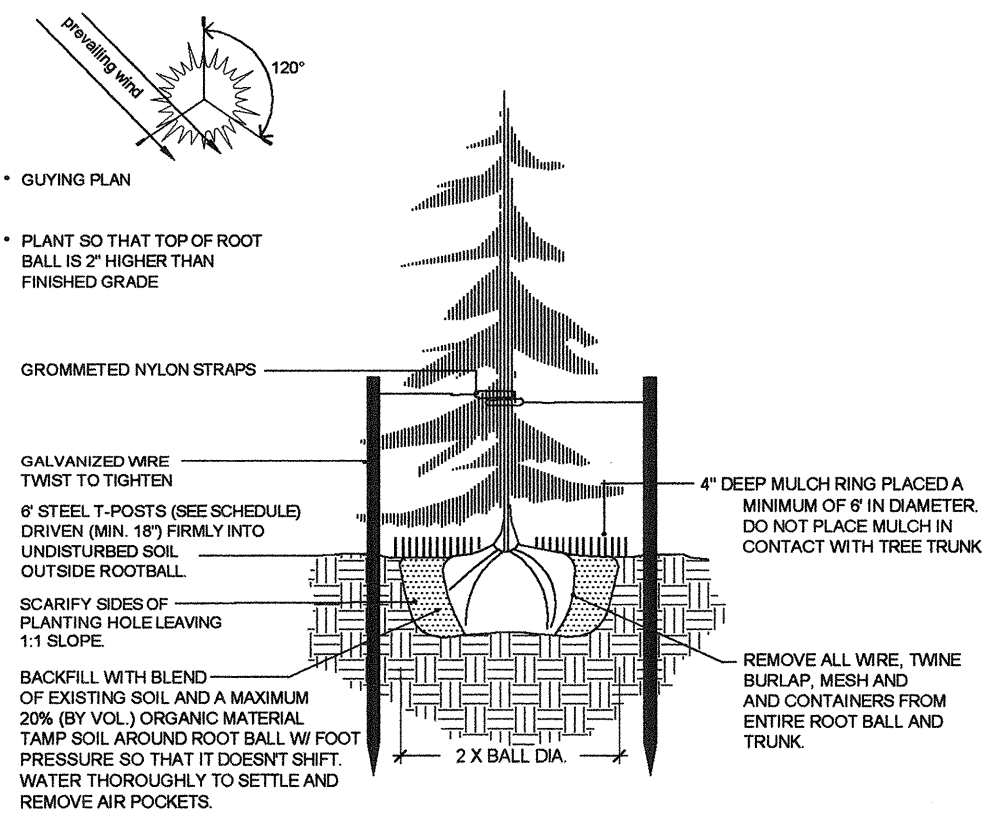 prevailing wind
120°
• GUYING PLAN
• PLANT SO THAT TOP OF ROOT
BALL IS 2" HIGHER THAN
FINISHED GRADE
GROMMETED NYLON STRAPS
GALVANIZED WIRE
TWIST TO TIGHTEN
6' STEEL T-POSTS (SEE SCHEDULE)
DRIVEN (MIN. 18") FIRMLY INTO
UNDISTURBED SOIL
OUTSIDE ROOTBALL.
SCARIFY SIDES OF
PLANTING HOLE LEAVING
1:1 SLOPE.
BACKFILL WITH BLEND
OF EXISTING SOIL AND A MAXIMUM
20% (BY VOL.) ORGANIC MATERIAL
TAMP SOIL AROUND ROOT BALL W/ FOOT
PRESSURE SO THAT IT DOESN'T SHIFT.
WATER THOROUGHLY TO SETTLE AND
REMOVE AIR POCKETS.
2 X BALL DIA.
4" DEEP MULCH RING PLACED A
MINIMUM OF 6' IN DIAMETER.
DO NOT PLACE MULCH IN
CONTACT WITH TREE TRUNK
REMOVE ALL WIRE, TWINE
BURLAP, MESH AND
AND CONTAINERS FROM
ENTIRE ROOT BALL AND
TRUNK.